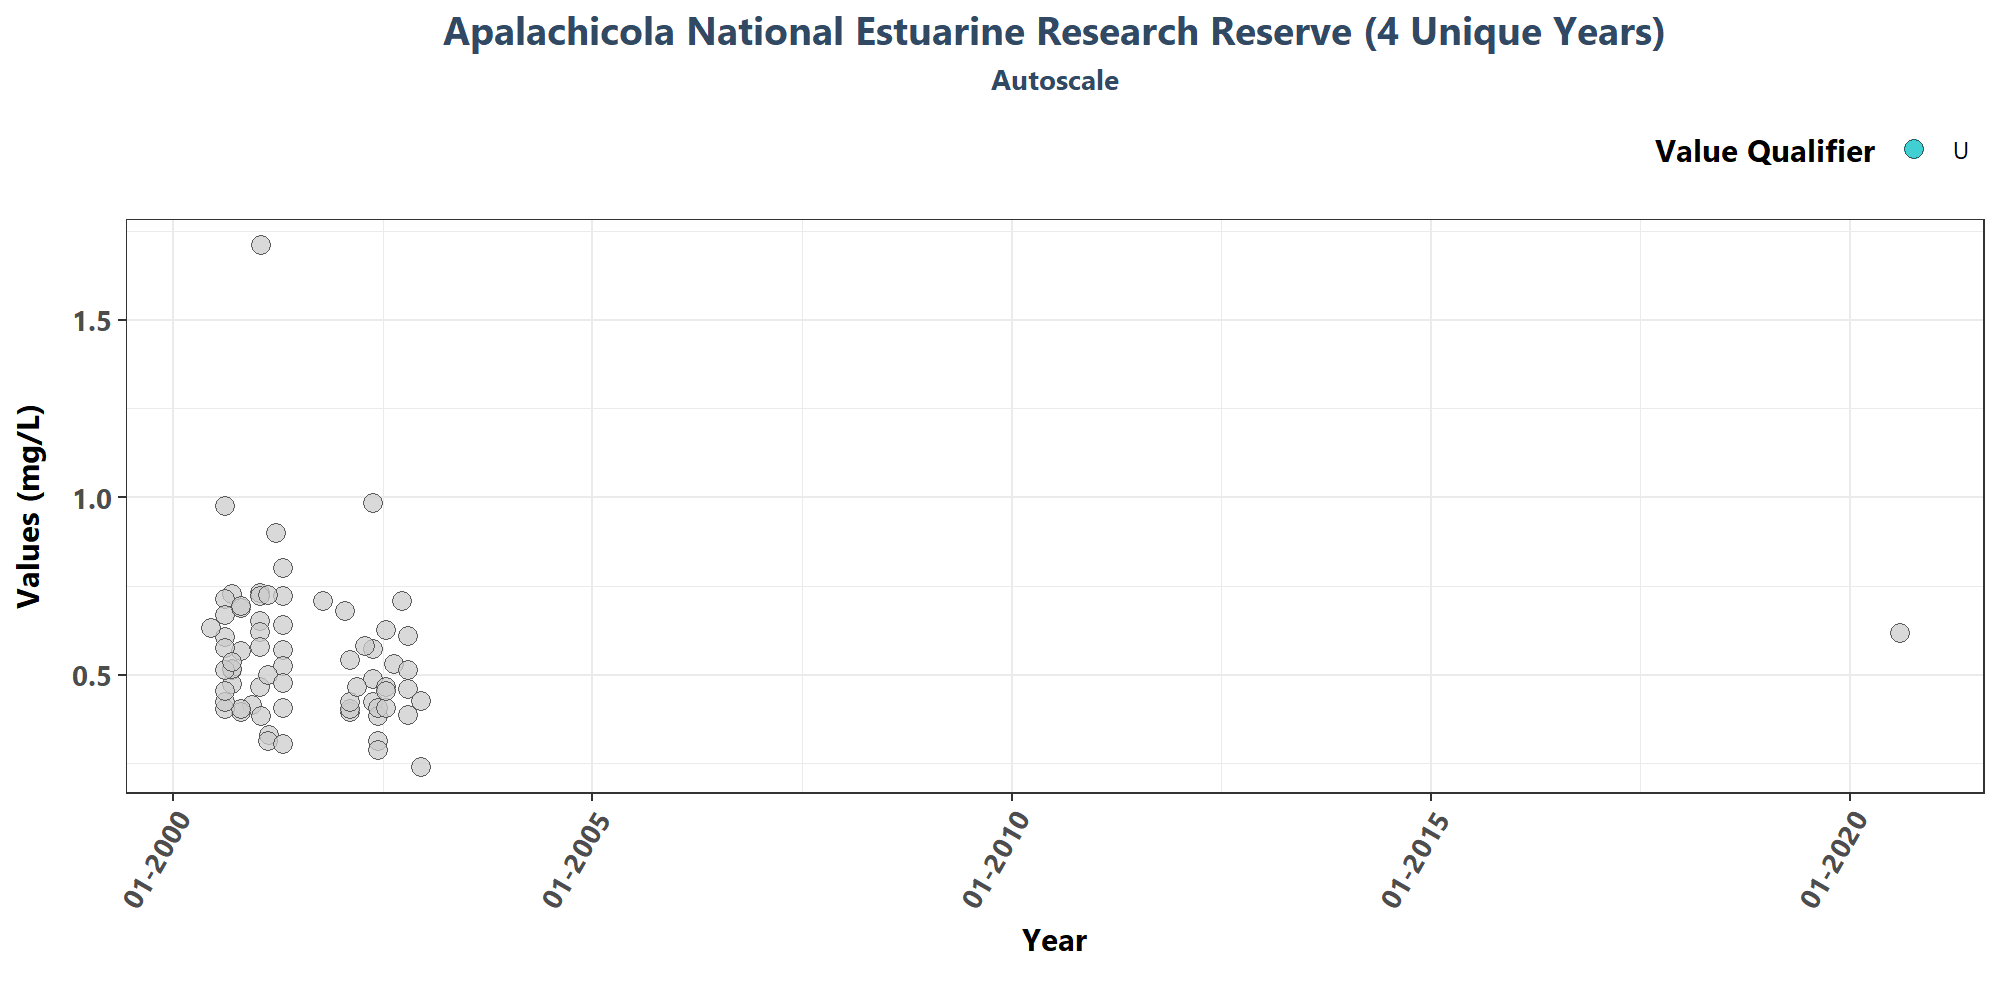 Apalachicola National Estuarine Research Reserve (4 Unique Years)
Autoscale
Value Qualifier U
Values (mg/L)
1.5
1.0
0.5
01-2000 01-2005 01-2010 01-2015 01-2020
Year